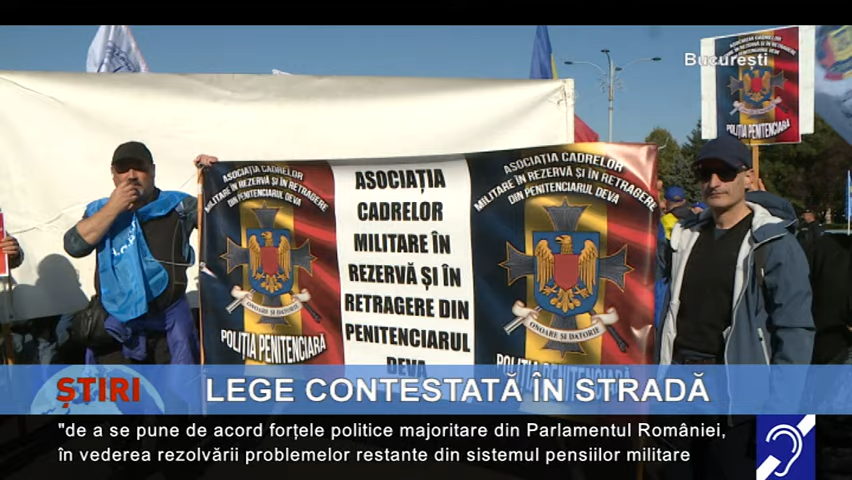 București
ASOCIAȚIA CADRELOR
MILITARE ÎN REZERVĂ ȘI ÎN RETRAGERE
DIN PENITENCIARUL DEVA
ONOARE ȘI DATORIE
POLIȚIA PENITENCIARĂ
ASOCIAȚIA
CADRELOR
MILITARE ÎN
REZERVĂ ȘI ÎN
RETRAGERE DIN
PENITENCIARUL
DEVA
ASOCIAȚIA CADRELOR
MILITARE ÎN REZERVĂ ȘI ÎN RETRAGERE
DIN PENITENCIARUL DEVA
ONOARE ȘI DATORIE
POLIȚIA PENITENCIARĂ
ASOCIAȚIA CADRELOR
POLIȚIA PENITENCIARĂ
ȘTIRI
LEGE CONTESTATĂ ÎN STRADĂ
"de a se pune de acord forțele politice majoritare din Parlamentul României,
în vederea rezolvării problemelor restante din sistemul pensiilor militare